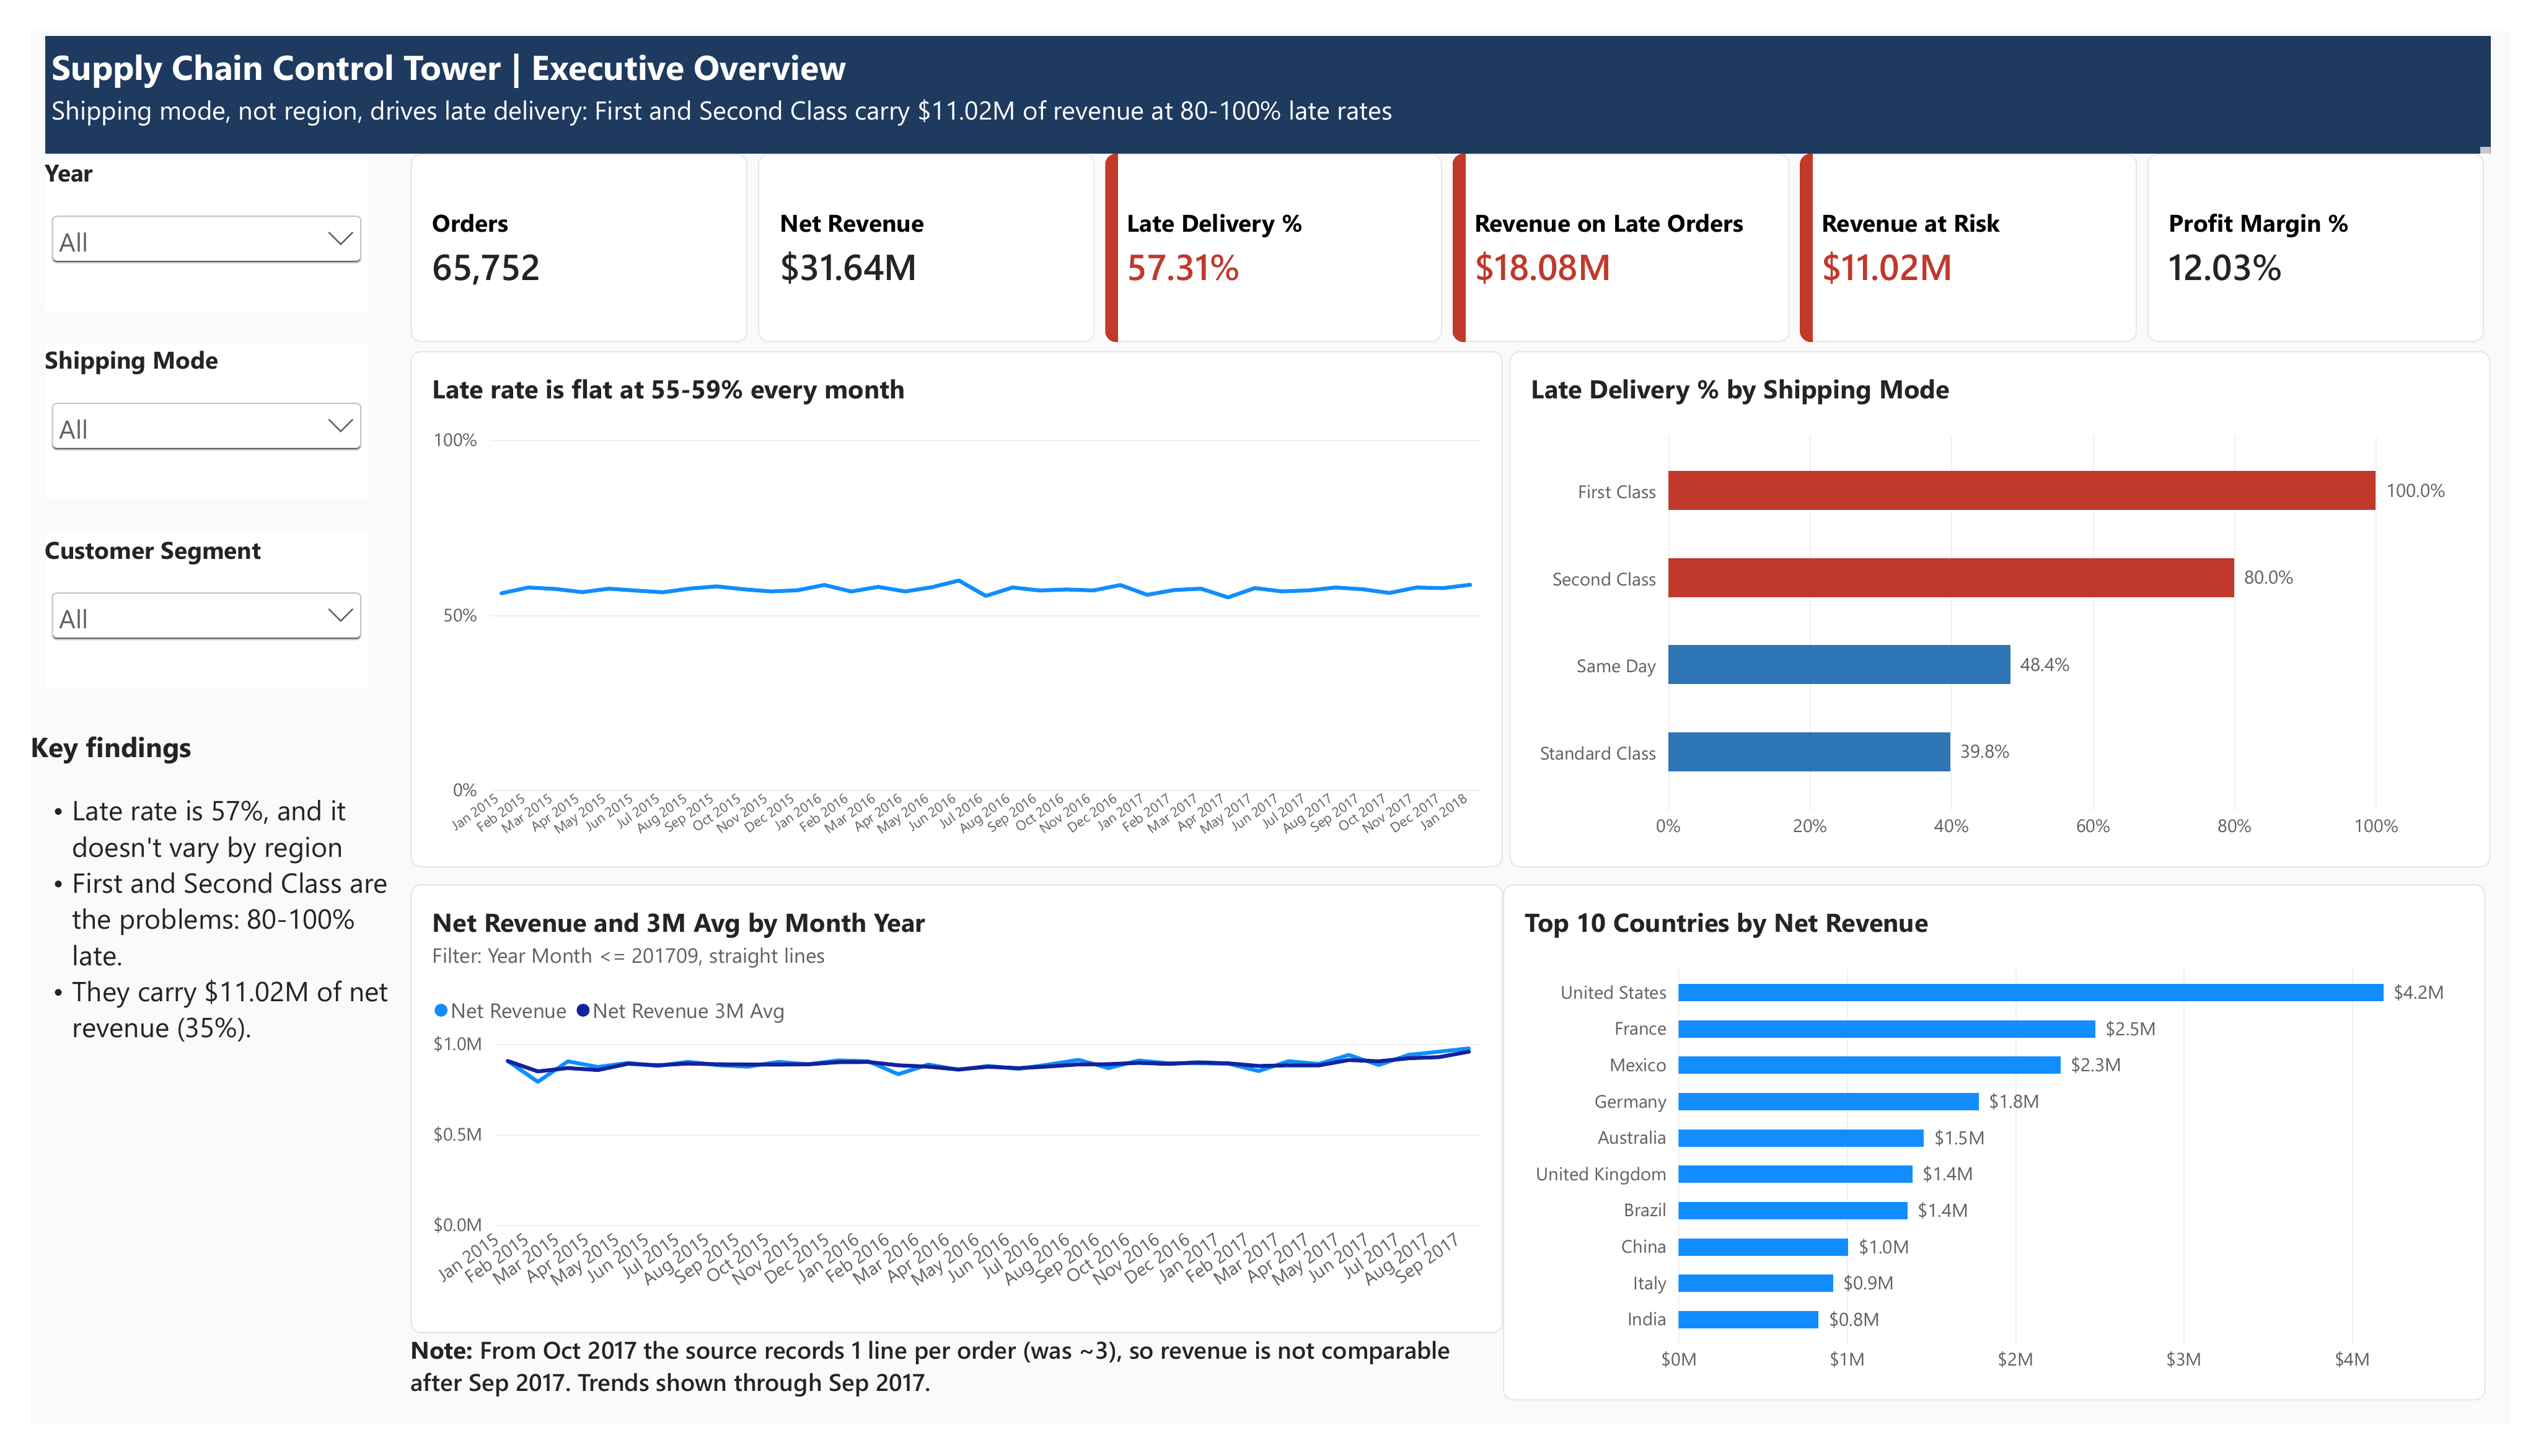 Supply Chain Control Tower | Executive Overview
Shipping mode, not region, drives late delivery: First and Second Class carry $11.02M of revenue at 80-100% late rates
Year
All
Shipping Mode
All
Customer Segment
All
Key findings
• Late rate is 57%, and it
doesn't vary by region
• First and Second Class are
the problems: 80-100%
late.
• They carry $11.02M of net
revenue (35%).
Orders
65,752
Net Revenue
$31.64M
Late Delivery %
57.31%
Revenue on Late Orders
$18.08M
Revenue at Risk
$11.02M
Profit Margin %
12.03%
Late rate is flat at 55-59% every month
100%
50%
0%
Jan 2015
Feb 2015
Mar 2015
Apr 2015
May 2015
Jun 2015
Jul 2015
Aug 2015
Sep 2015
Oct 2015
Nov 2015
Dec 2015
Jan 2016
Feb 2016
Mar 2016
Apr 2016
May 2016
Jun 2016
Jul 2016
Aug 2016
Sep 2016
Oct 2016
Nov 2016
Dec 2016
Jan 2017
Feb 2017
Mar 2017
Apr 2017
May 2017
Jun 2017
Jul 2017
Aug 2017
Sep 2017
Oct 2017
Nov 2017
Dec 2017
Jan 2018
Late Delivery % by Shipping Mode
First Class 100.0%
Second Class 80.0%
Same Day 48.4%
Standard Class 39.8%
0% 20% 40% 60% 80% 100%
Net Revenue and 3M Avg by Month Year
Filter: Year Month <= 201709, straight lines
Net Revenue Net Revenue 3M Avg
$1.0M
$0.5M
$0.0M
Jan 2015
Feb 2015
Mar 2015
Apr 2015
May 2015
Jun 2015
Jul 2015
Aug 2015
Sep 2015
Oct 2015
Nov 2015
Dec 2015
Jan 2016
Feb 2016
Mar 2016
Apr 2016
May 2016
Jun 2016
Jul 2016
Aug 2016
Sep 2016
Oct 2016
Nov 2016
Dec 2016
Jan 2017
Feb 2017
Mar 2017
Apr 2017
May 2017
Jun 2017
Jul 2017
Aug 2017
Sep 2017
Note: From Oct 2017 the source records 1 line per order (was ~3), so revenue is not comparable
after Sep 2017. Trends shown through Sep 2017.
Top 10 Countries by Net Revenue
United States $4.2M
France $2.5M
Mexico $2.3M
Germany $1.8M
Australia $1.5M
United Kingdom $1.4M
Brazil $1.4M
China $1.0M
Italy $0.9M
India $0.8M
$0M $1M $2M $3M $4M